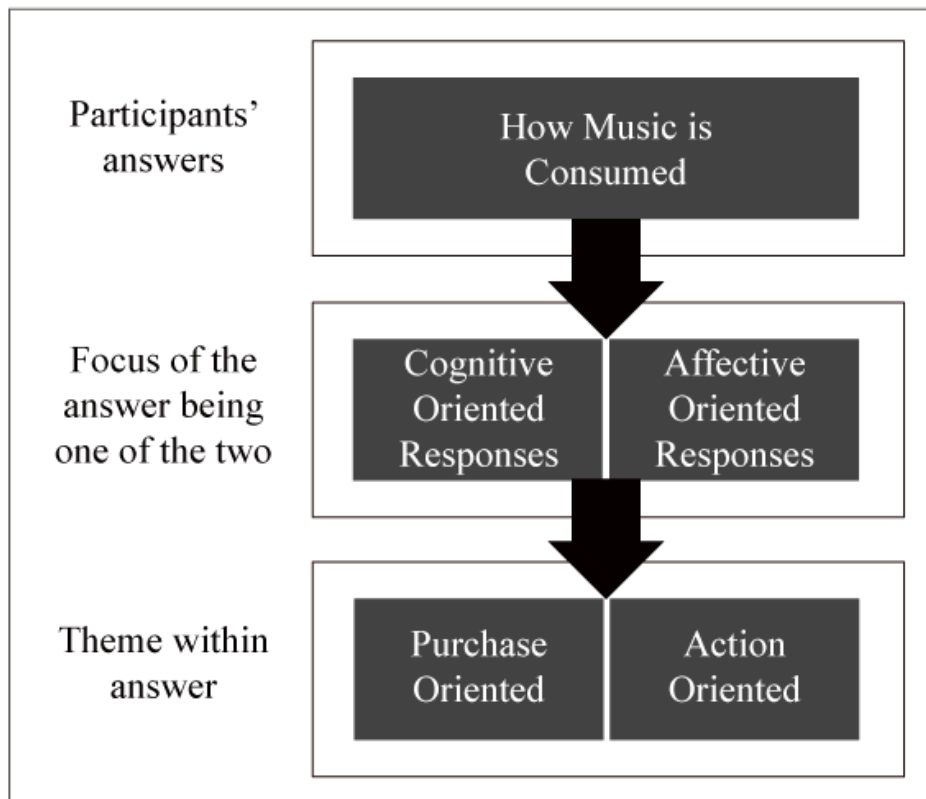 Participants’
answers
How Music is
Consumed
Focus of the
answer being
one of the two
Cognitive
Oriented
Responses
Affective
Oriented
Responses
Theme within
answer
Purchase
Oriented
Action
Oriented